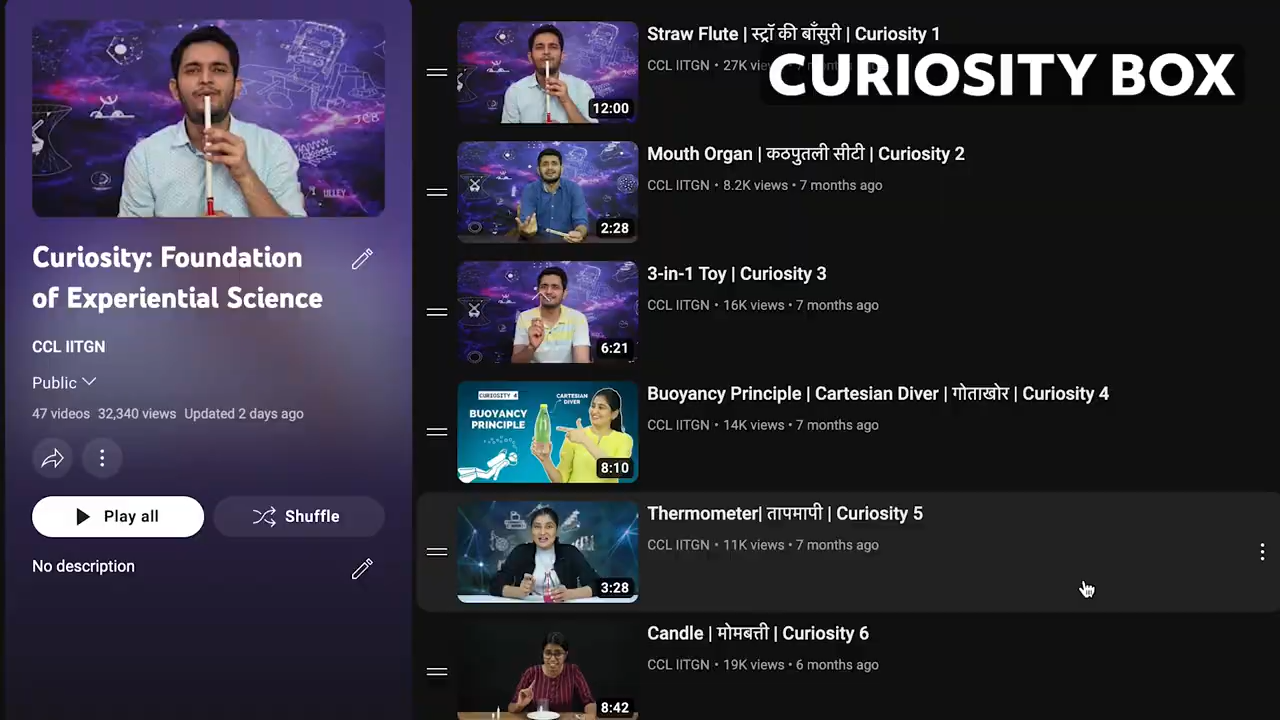 Curiosity: Foundation
of Experiential Science
CCL IITGN
Public
47 videos 32,340 views Updated 2 days ago
Play all
Shuffle
No description
CURIOSITY BOX
Straw Flute | स्ट्रॉ की बाँसुरी | Curiosity 1
CCL IITGN • 27K
12:00
Mouth Organ | कठपुतली सीटी | Curiosity 2
CCL IITGN • 8.2K views • 7 months ago
2:28
3-in-1 Toy | Curiosity 3
CCL IITGN • 16K views • 7 months ago
6:21
Buoyancy Principle | Cartesian Diver | गोताखोर | Curiosity 4
CCL IITGN • 14K views • 7 months ago
CURIOSITY 4
CARTESIAN
DIVER
BUOYANCY
PRINCIPLE
8:10
Thermometer| तापमापी | Curiosity 5
CCL IITGN • 11K views • 7 months ago
3:28
Candle | मोमबत्ती | Curiosity 6
CCL IITGN • 19K views • 6 months ago
8:42